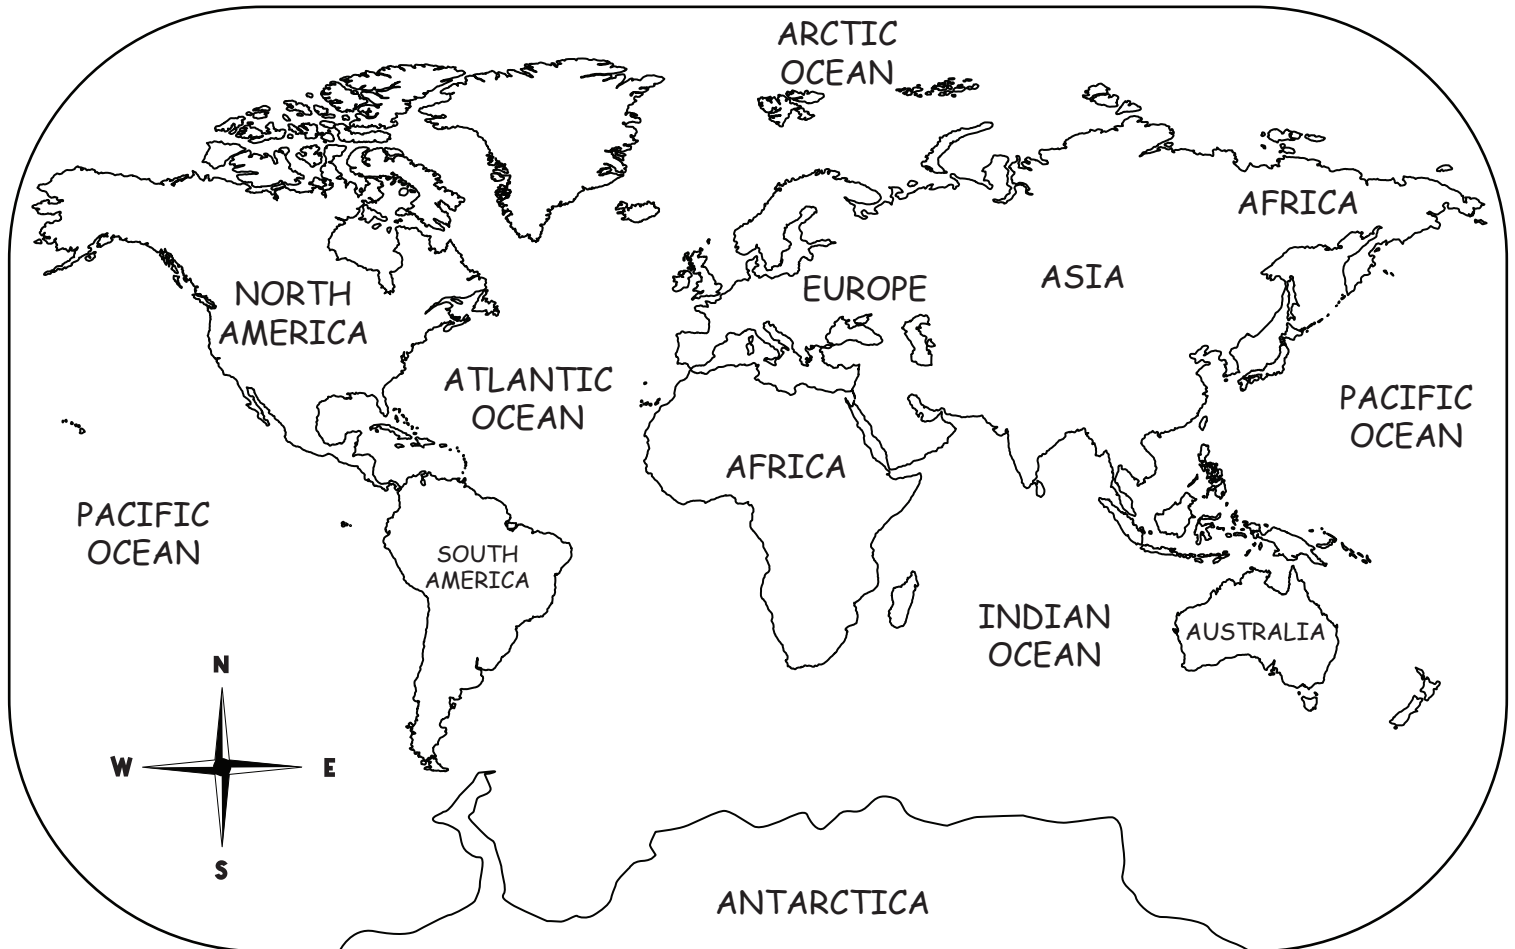 ARCTIC
OCEAN
AFRICA
ASIA
EUROPE
NORTH
AMERICA
ATLANTIC
OCEAN
PACIFIC
OCEAN
AFRICA
PACIFIC
OCEAN
SOUTH
AMERICA
INDIAN
OCEAN
AUSTRALIA
N
W
E
S
ANTARCTICA